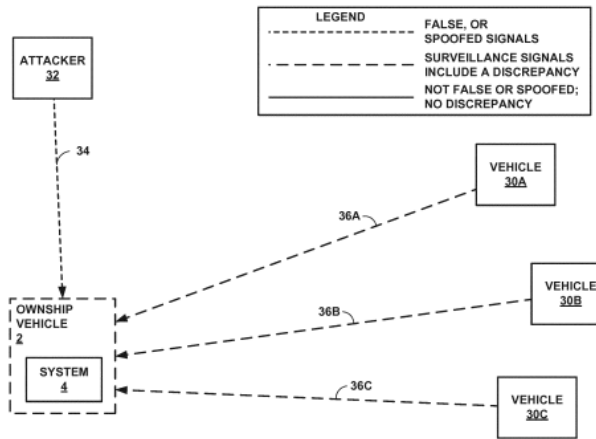 LEGEND
FALSE, OR
SPOOFED SIGNALS
SURVEILLANCE SIGNALS
INCLUDE A DISCREPANCY
NOT FALSE OR SPOOFED;
NO DISCREPANCY
ATTACKER
32
34
VEHICLE
30A
36A
VEHICLE
30B
36B
OWNSHIP
VEHICLE
2
SYSTEM
4
36C
VEHICLE
30C